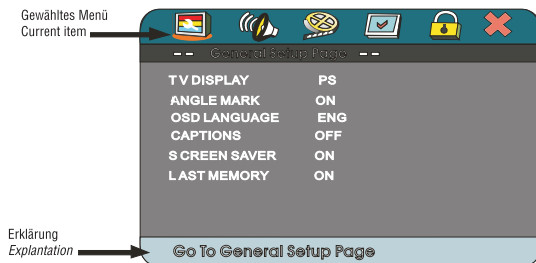 Gewähltes Menü
Current item
-- General Setup Page --
TV DISPLAY PS
ANGLE MARK ON
OSD LANGUAGE ENG
CAPTIONS OFF
SCREEN SAVER ON
LAST MEMORY ON
Erklärung
Explantation
Go To General Setup Page